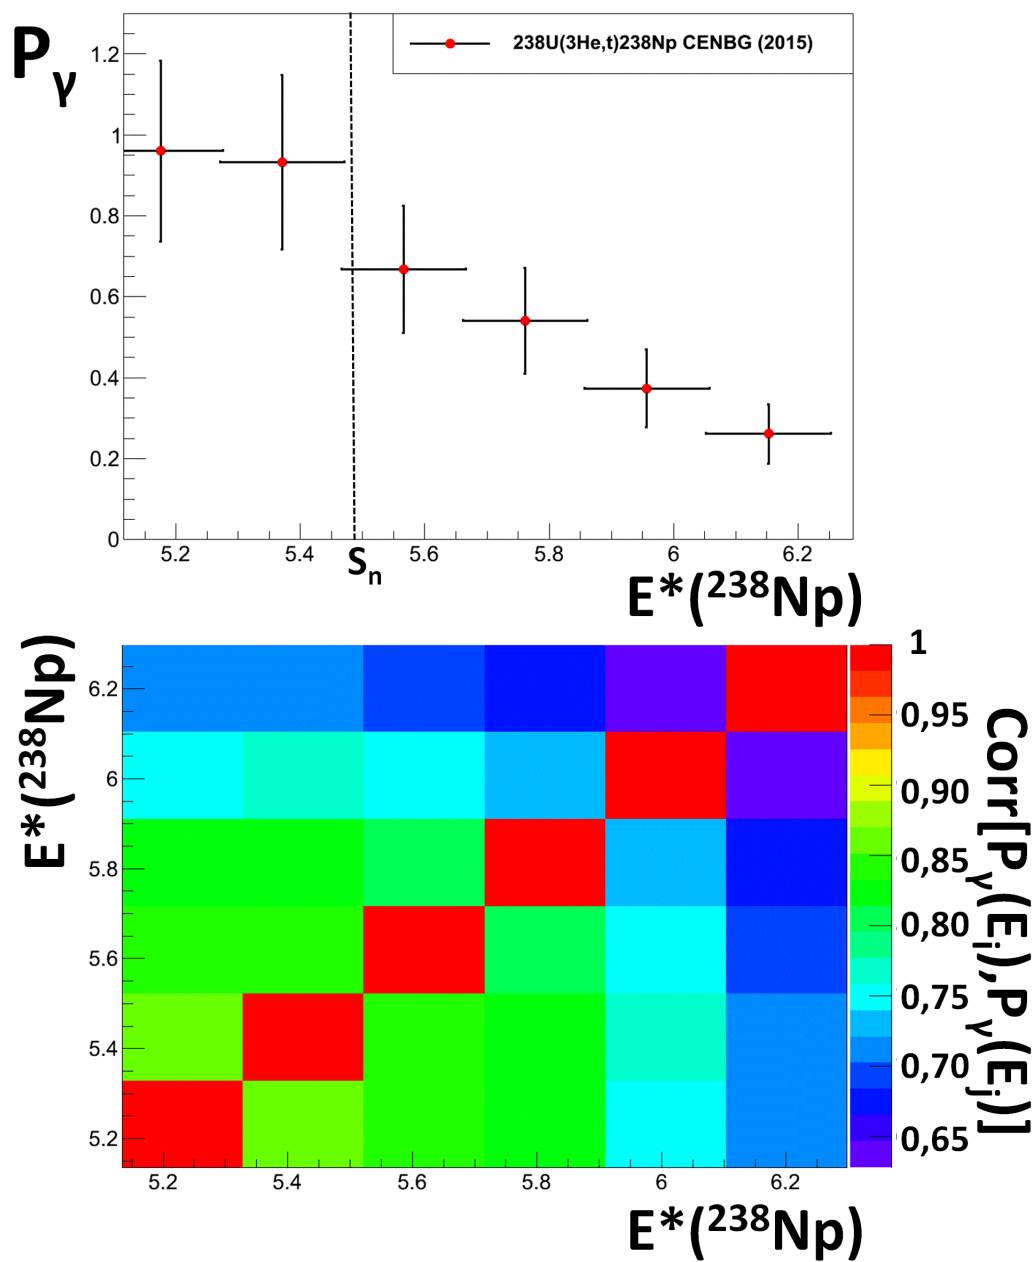 Pγ
238U(3He,t)238Np CENBG (2015)
1.2
1
0.8
0.6
0.4
0.2
0
5.2 5.4 5.6 5.8 6 6.2
Sn
E*(²³⁸Np)
E*(²³⁸Np)
6.2
6
5.8
5.6
5.4
5.2
5.2 5.4 5.6 5.8 6 6.2
E*(²³⁸Np)
1
0,95
0,90
0,85
0,80
0,75
0,70
0,65
Corr[Pγ(Ei),Pγ(Ej)]